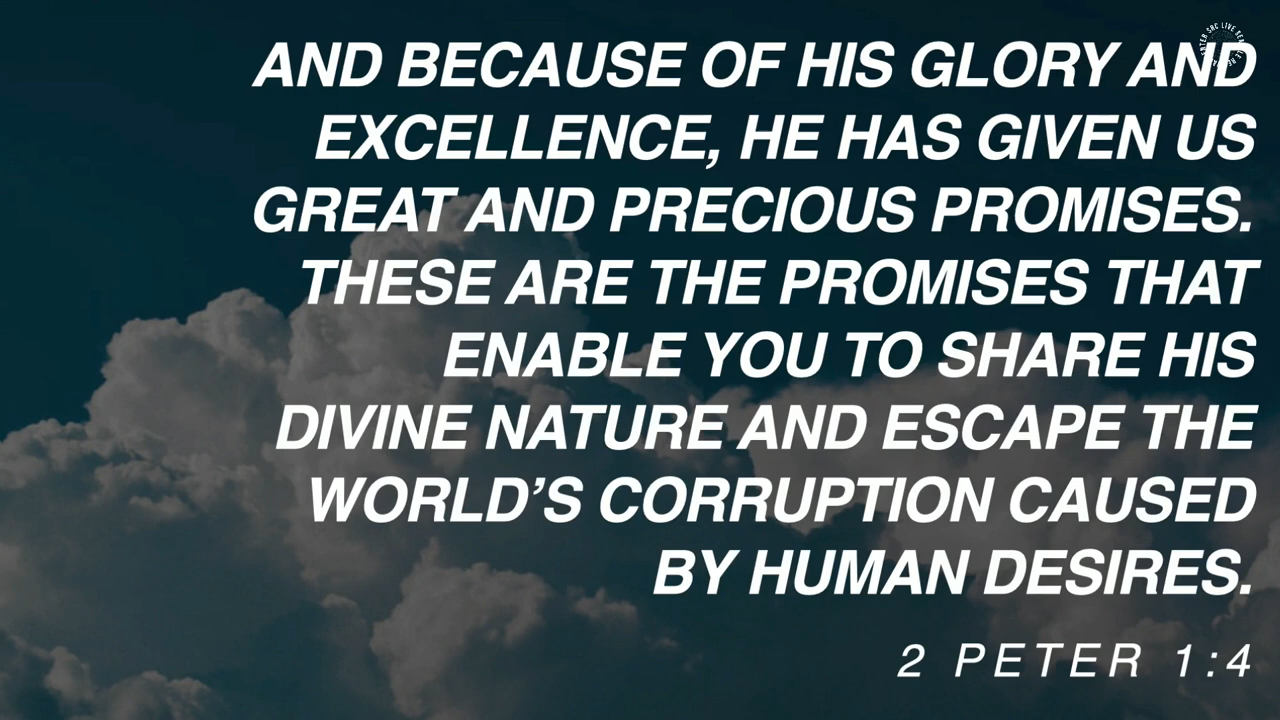 AND BECAUSE OF HIS GLORY AND
EXCELLENCE, HE HAS GIVEN US
GREAT AND PRECIOUS PROMISES.
THESE ARE THE PROMISES THAT
ENABLE YOU TO SHARE HIS
DIVINE NATURE AND ESCAPE THE
WORLD’S CORRUPTION CAUSED
BY HUMAN DESIRES.
2 PETER 1:4